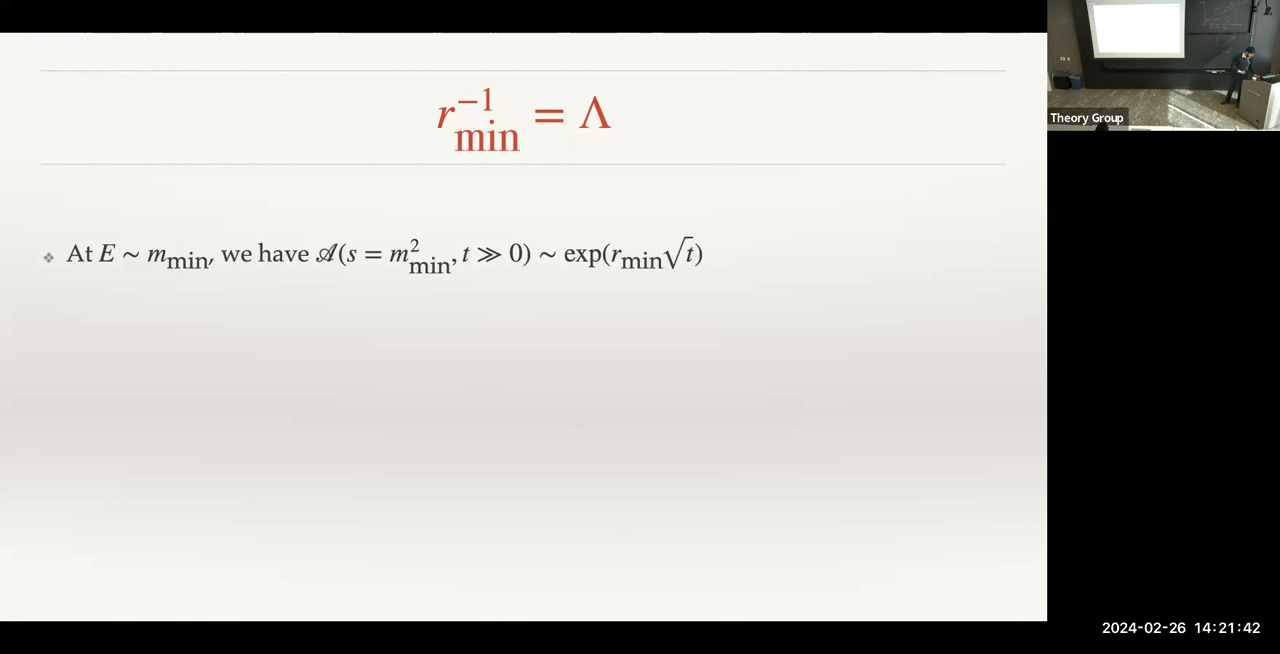 r_min^{-1} = Λ
❖ At E ~ m_min, we have 𝒜(s = m_min^2, t ≫ 0) ~ exp(r_min√t)
Theory Group
2024-02-26 14:21:42